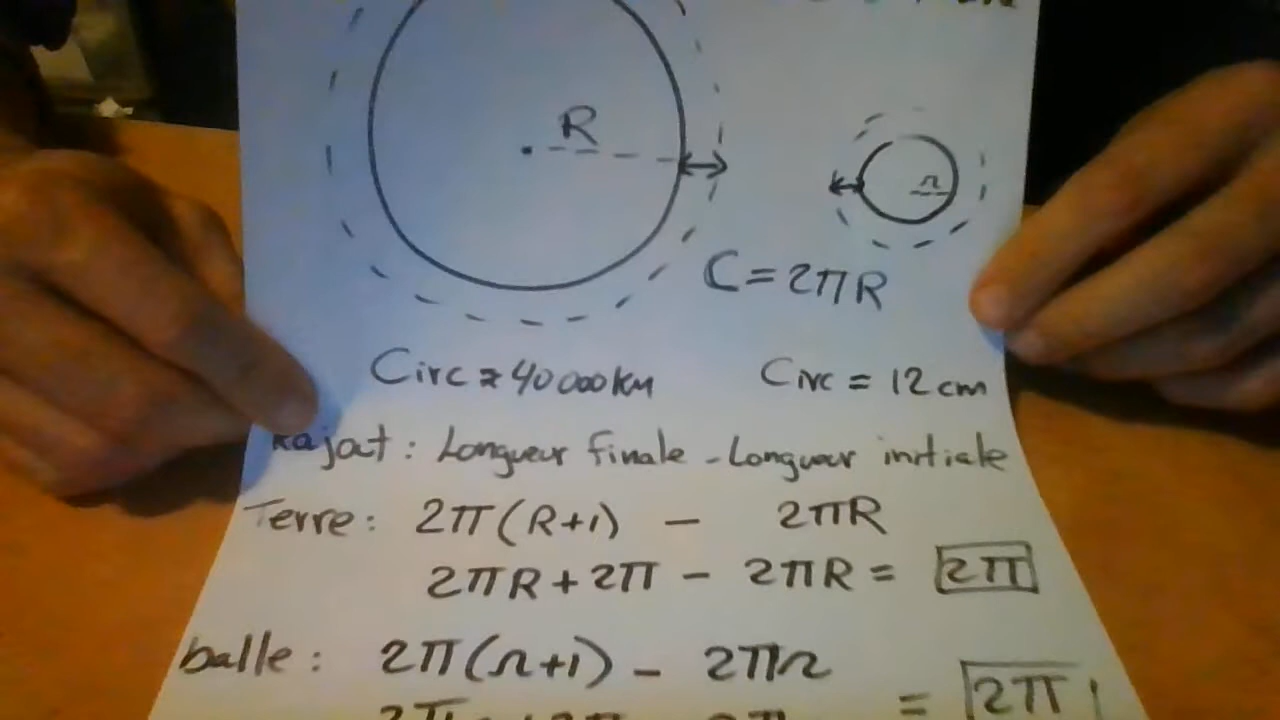 R
r
C = 2πR
Circ ≈ 40 000 km
Circ = 12 cm
Rajout : Longueur finale - Longueur initiale
Terre : 2π(R+1) - 2πR
2πR + 2π - 2πR = 2π
balle : 2π(r+1) - 2πr
= 2π